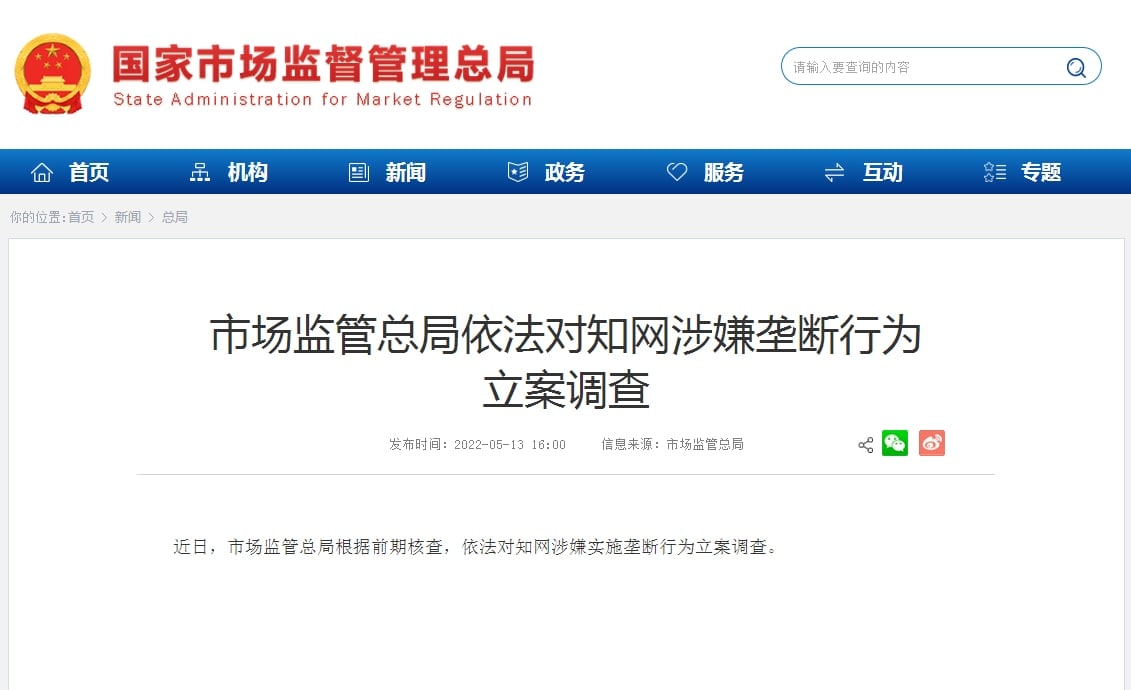 国家市场监督管理总局
State Administration for Market Regulation
请输入要查询的内容
首页 机构 新闻 政务 服务 互动 专题
你的位置:首页 > 新闻 > 总局
市场监管总局依法对知网涉嫌垄断行为
立案调查
发布时间：2022-05-13 16:00 信息来源：市场监管总局
近日，市场监管总局根据前期核查，依法对知网涉嫌实施垄断行为立案调查。